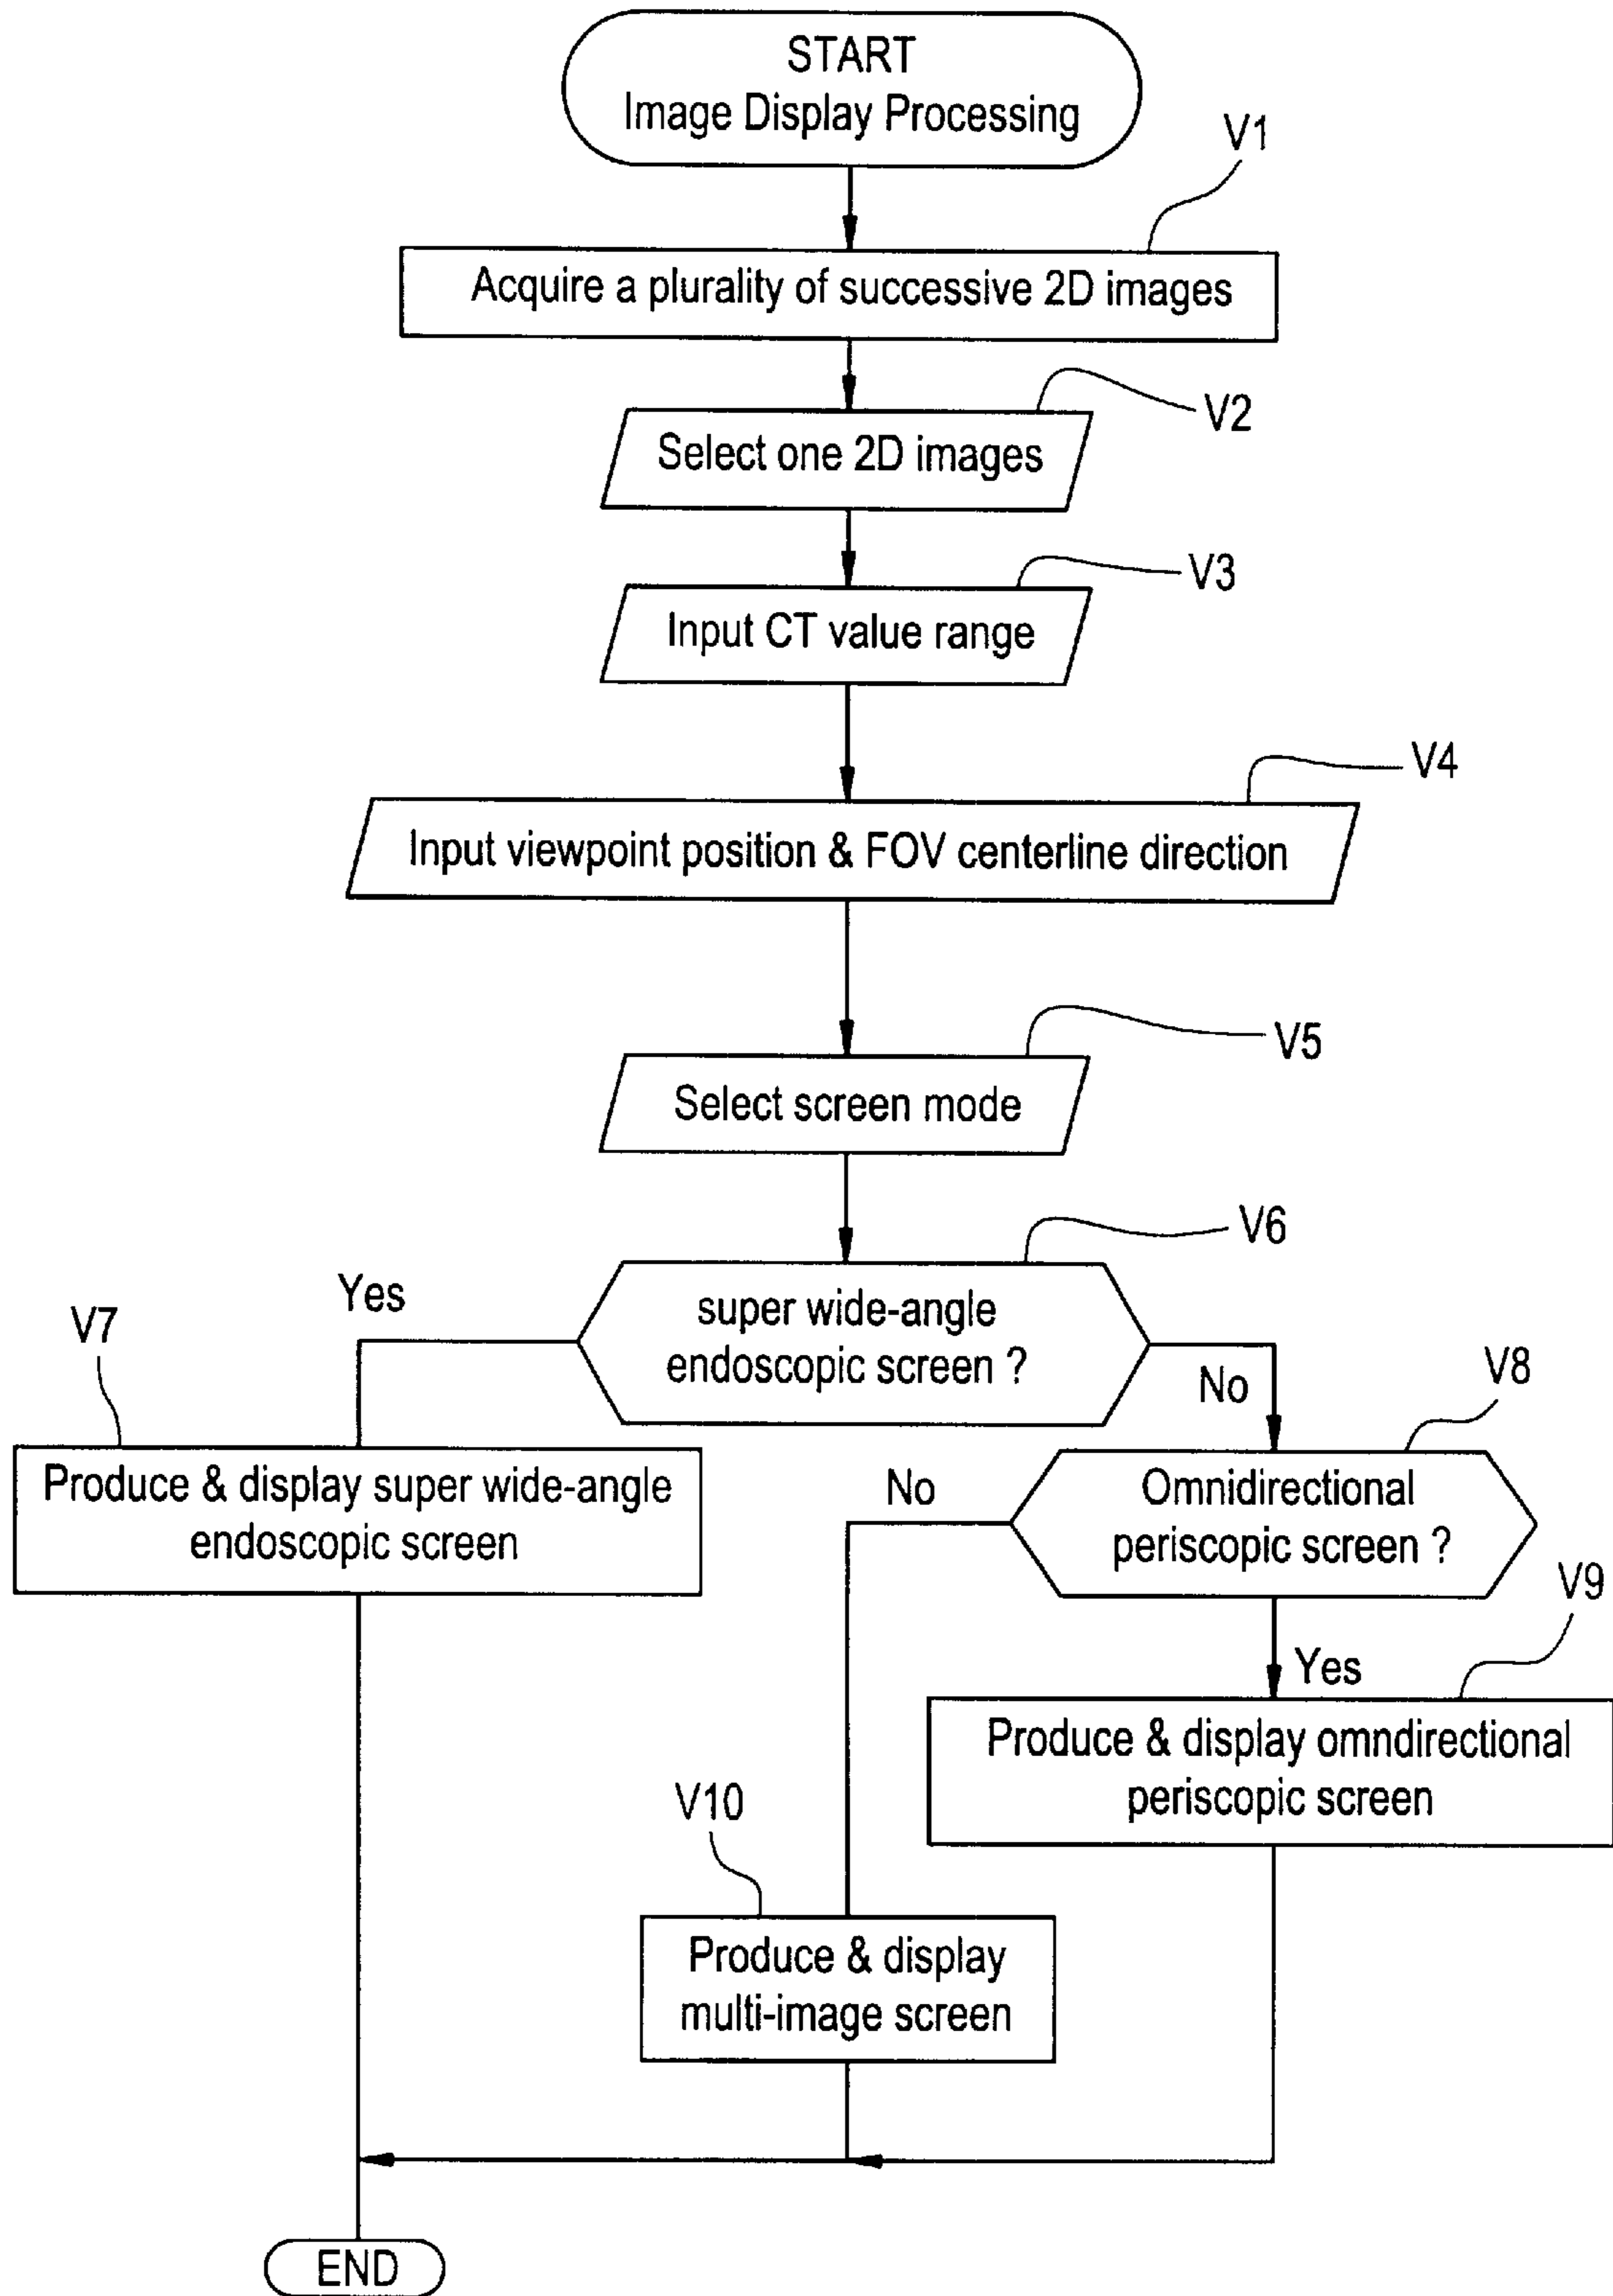 START
Image Display Processing
V1
Acquire a plurality of successive 2D images
V2
Select one 2D images
V3
Input CT value range
V4
Input viewpoint position & FOV centerline direction
V5
Select screen mode
V6
super wide-angle
endoscopic screen ?
Yes
No
V7
Produce & display super wide-angle
endoscopic screen
V8
Omnidirectional
periscopic screen ?
No
Yes
V9
Produce & display omndirectional
periscopic screen
V10
Produce & display
multi-image screen
END